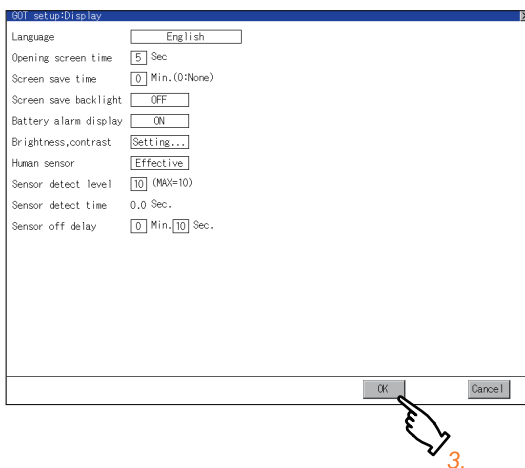 GOT setup:Display
Language English
Opening screen time 5 Sec
Screen save time 0 Min.(0:None)
Screen save backlight OFF
Battery alarm display ON
Brightness,contrast Setting...
Human sensor Effective
Sensor detect level 10 (MAX=10)
Sensor detect time 0.0 Sec.
Sensor off delay 0 Min. 10 Sec.
OK Cancel
3.